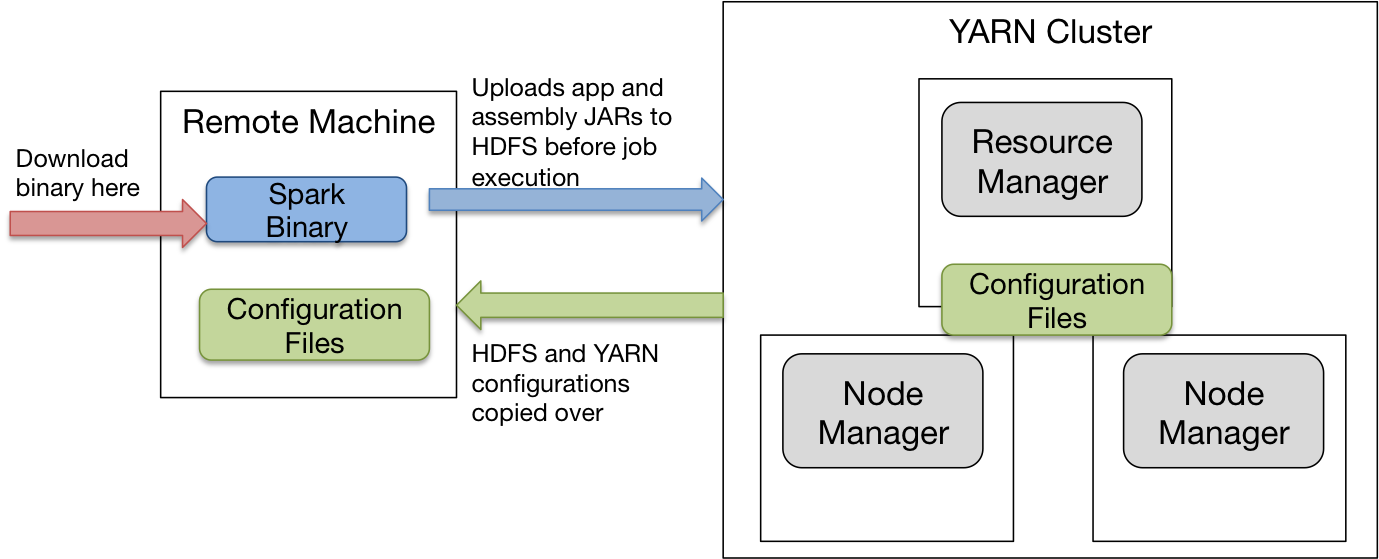 YARN Cluster
Remote Machine
Download
binary here
Spark
Binary
Configuration
Files
Uploads app and
assembly JARs to
HDFS before job
execution
HDFS and YARN
configurations
copied over
Resource
Manager
Configuration
Files
Node
Manager
Node
Manager